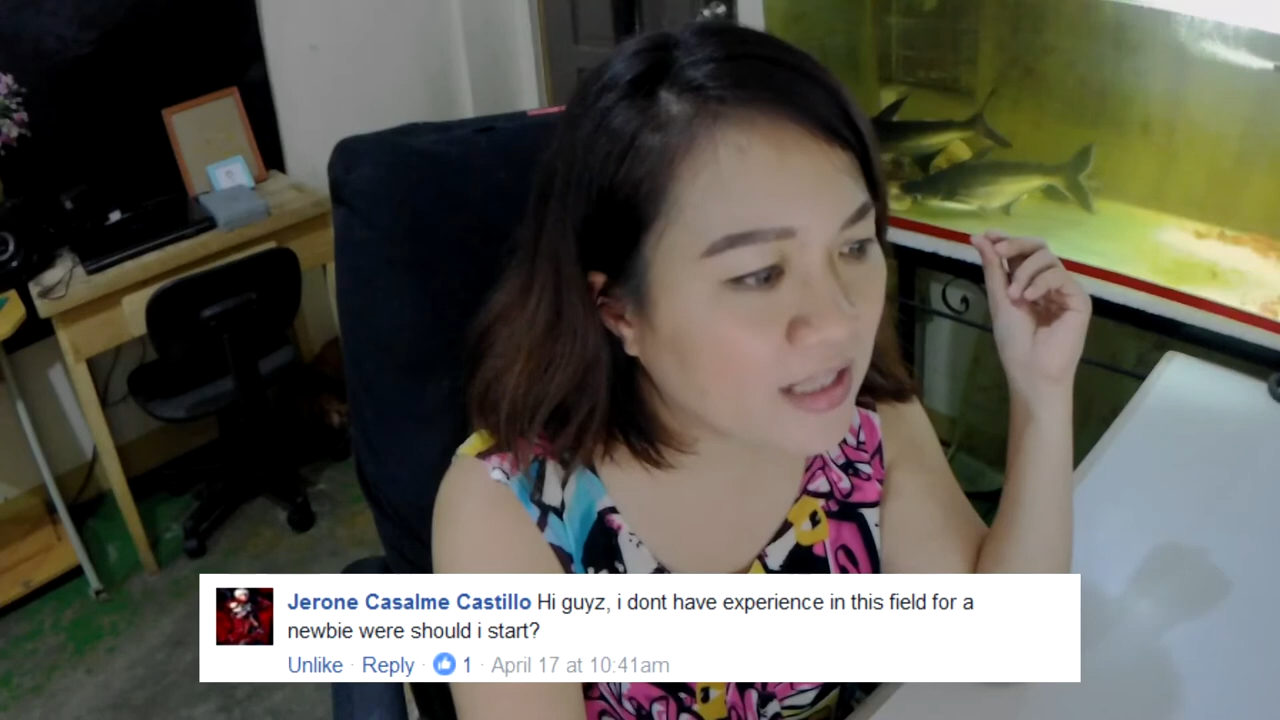 Jerone Casalme Castillo Hi guyz, i dont have experience in this field for a
newbie were should i start?
Unlike · Reply · 1 · April 17 at 10:41am